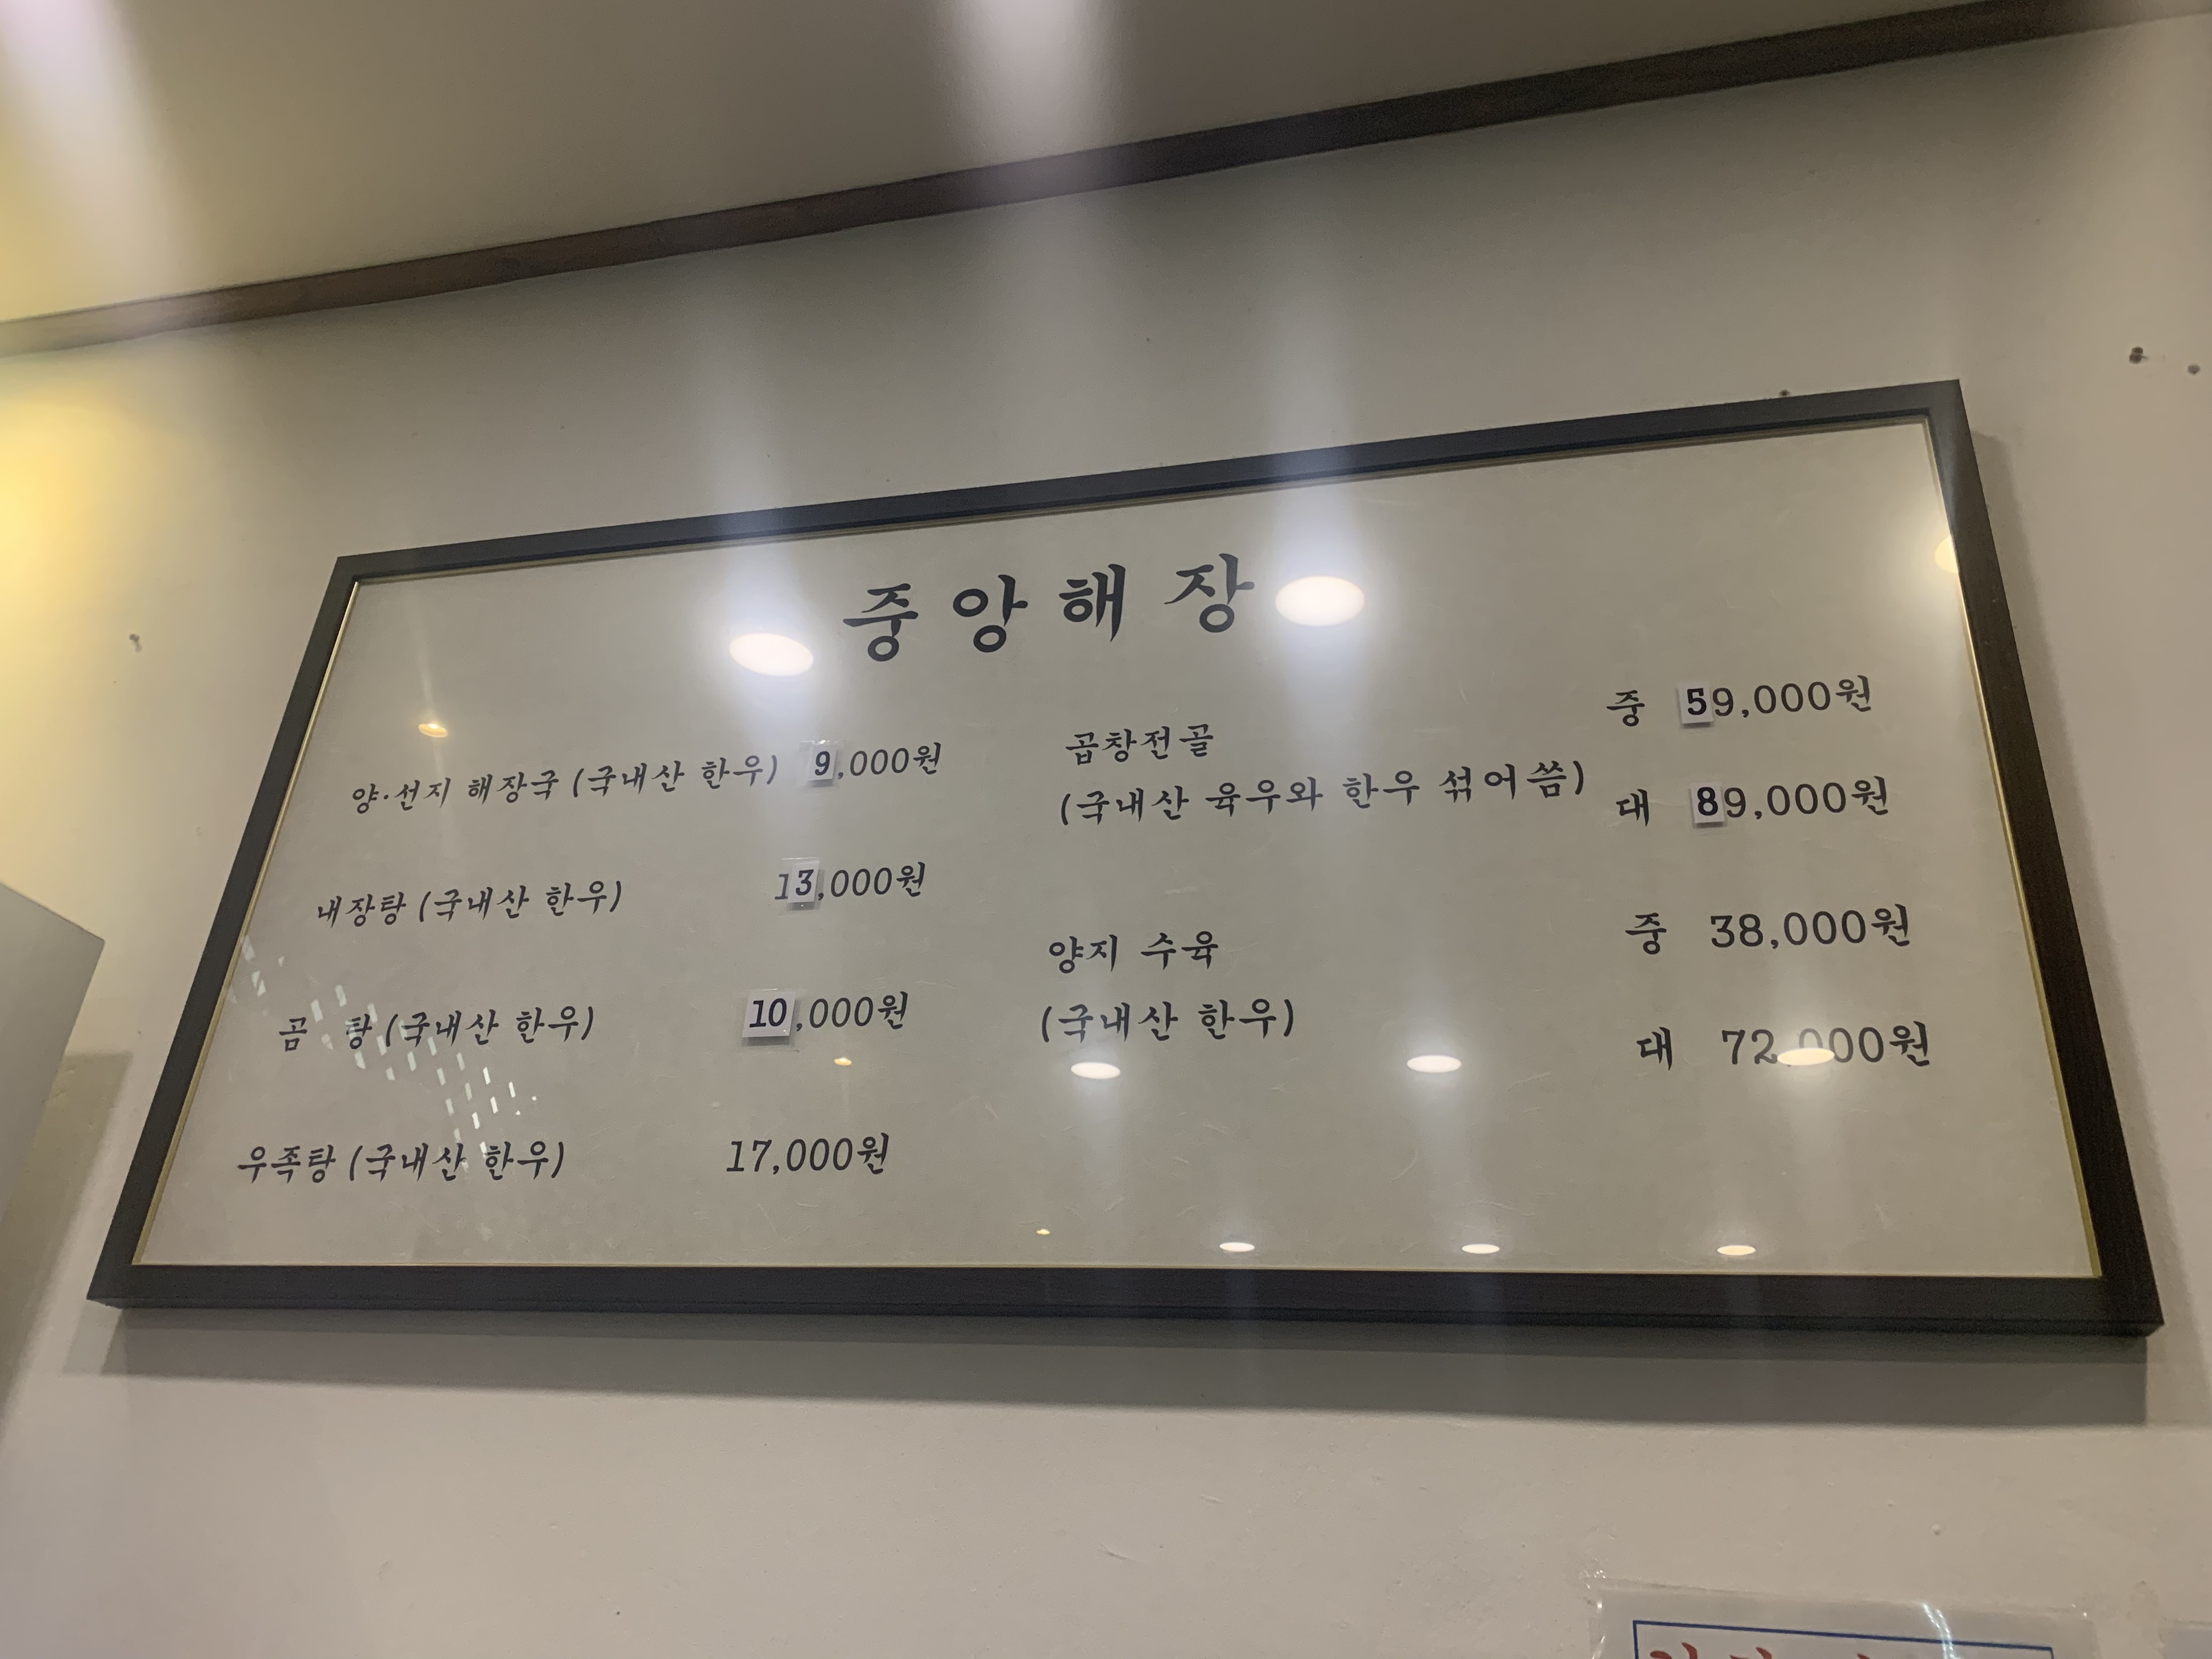 중앙해장
양·선지 해장국 (국내산 한우) 9,000원
내장탕 (국내산 한우) 13,000원
곰 탕 (국내산 한우) 10,000원
우족탕 (국내산 한우) 17,000원
곱창전골 중 59,000원
(국내산 육우와 한우 섞어씀) 대 89,000원
양지 수육 중 38,000원
(국내산 한우) 대 72,000원